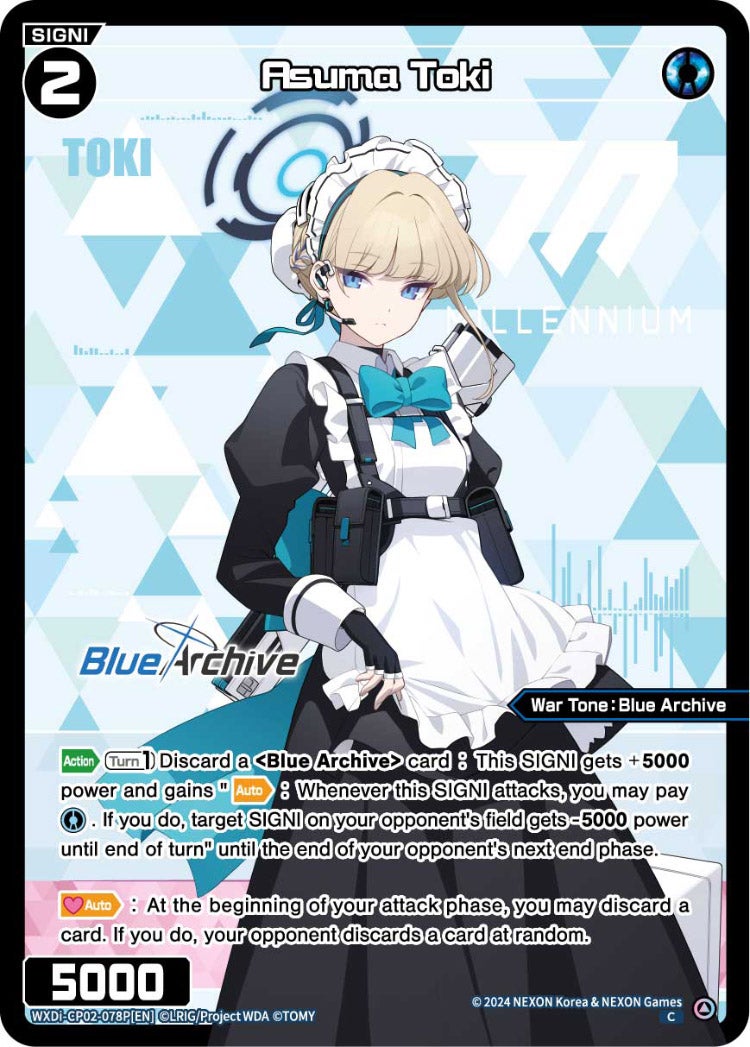 SIGNI
2
Asuma Toki
TOKI
MILLENNIUM
Blue Archive
War Tone:Blue Archive
Action Turn 1 Discard a <Blue Archive> card : This SIGNI gets +5000
power and gains " Auto : Whenever this SIGNI attacks, you may pay
. If you do, target SIGNI on your opponent's field gets -5000 power
until end of turn" until the end of your opponent's next end phase.
Auto : At the beginning of your attack phase, you may discard a
card. If you do, your opponent discards a card at random.
5000
© 2024 NEXON Korea & NEXON Games
WXDi-CP02-078P[EN] ©LRIG/Project WDA ©TOMY
C